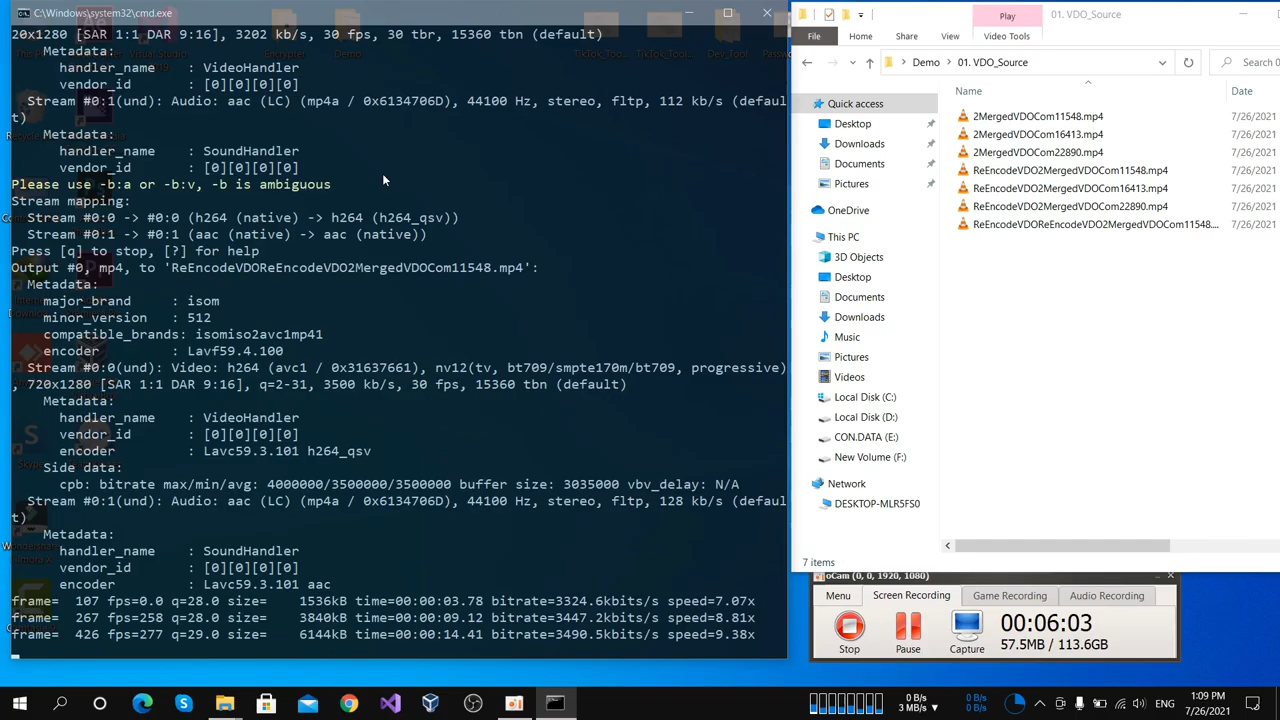 C:\Windows\system32\cmd.exe
20x1280 [SAR 1:1 DAR 9:16], 3202 kb/s, 30 fps, 30 tbr, 15360 tbn (default)
Metadata:
handler_name : VideoHandler
vendor_id : [0][0][0][0]
Stream #0:1(und): Audio: aac (LC) (mp4a / 0x6134706D), 44100 Hz, stereo, fltp, 112 kb/s (defaul
t)
Metadata:
handler_name : SoundHandler
vendor_id : [0][0][0][0]
Please use -b:a or -b:v, -b is ambiguous
Stream mapping:
Stream #0:0 -> #0:0 (h264 (native) -> h264 (h264_qsv))
Stream #0:1 -> #0:1 (aac (native) -> aac (native))
Press [q] to stop, [?] for help
Output #0, mp4, to 'ReEncodeVDOReEncodeVDO2MergedVDOCom11548.mp4':
Metadata:
major_brand : isom
minor_version : 512
compatible_brands: isomiso2avc1mp41
encoder : Lavf59.4.100
Stream #0:0(und): Video: h264 (avc1 / 0x31637661), nv12(tv, bt709/smpte170m/bt709, progressive)
, 720x1280 [SAR 1:1 DAR 9:16], q=2-31, 3500 kb/s, 30 fps, 15360 tbn (default)
Metadata:
handler_name : VideoHandler
vendor_id : [0][0][0][0]
encoder : Lavc59.3.101 h264_qsv
Side data:
cpb: bitrate max/min/avg: 4000000/3500000/3500000 buffer size: 3035000 vbv_delay: N/A
Stream #0:1(und): Audio: aac (LC) (mp4a / 0x6134706D), 44100 Hz, stereo, fltp, 128 kb/s (defaul
t)
Metadata:
handler_name : SoundHandler
vendor_id : [0][0][0][0]
encoder : Lavc59.3.101 aac
frame= 107 fps=0.0 q=28.0 size= 1536kB time=00:00:03.78 bitrate=3324.6kbits/s speed=7.07x
frame= 267 fps=258 q=28.0 size= 3840kB time=00:00:09.12 bitrate=3447.2kbits/s speed=8.81x
frame= 426 fps=277 q=29.0 size= 6144kB time=00:00:14.41 bitrate=3490.5kbits/s speed=9.38x
Play
01. VDO_Source
File
Home
Share
View
Video Tools
Demo
01. VDO_Source
Search 0
Name
Date
Quick access
Desktop
Downloads
Documents
Pictures
OneDrive
This PC
3D Objects
Desktop
Documents
Downloads
Music
Pictures
Videos
Local Disk (C:)
Local Disk (D:)
CON.DATA (E:)
New Volume (F:)
Network
DESKTOP-MLR5FS0
2MergedVDOCom11548.mp4 7/26/2021
2MergedVDOCom16413.mp4 7/26/2021
2MergedVDOCom22890.mp4 7/26/2021
ReEncodeVDO2MergedVDOCom11548.mp4 7/26/2021
ReEncodeVDO2MergedVDOCom16413.mp4 7/26/2021
ReEncodeVDO2MergedVDOCom22890.mp4 7/26/2021
ReEncodeVDOReEncodeVDO2MergedVDOCom11548.... 7/26/2021
7 items
oCam (0, 0, 1920, 1080)
Menu
Screen Recording
Game Recording
Audio Recording
Stop
Pause
Capture
00:06:03
57.5MB / 113.6GB
0 B/s
3 MB/s
0 B/s
0 B/s
ENG
1:09 PM
7/26/2021